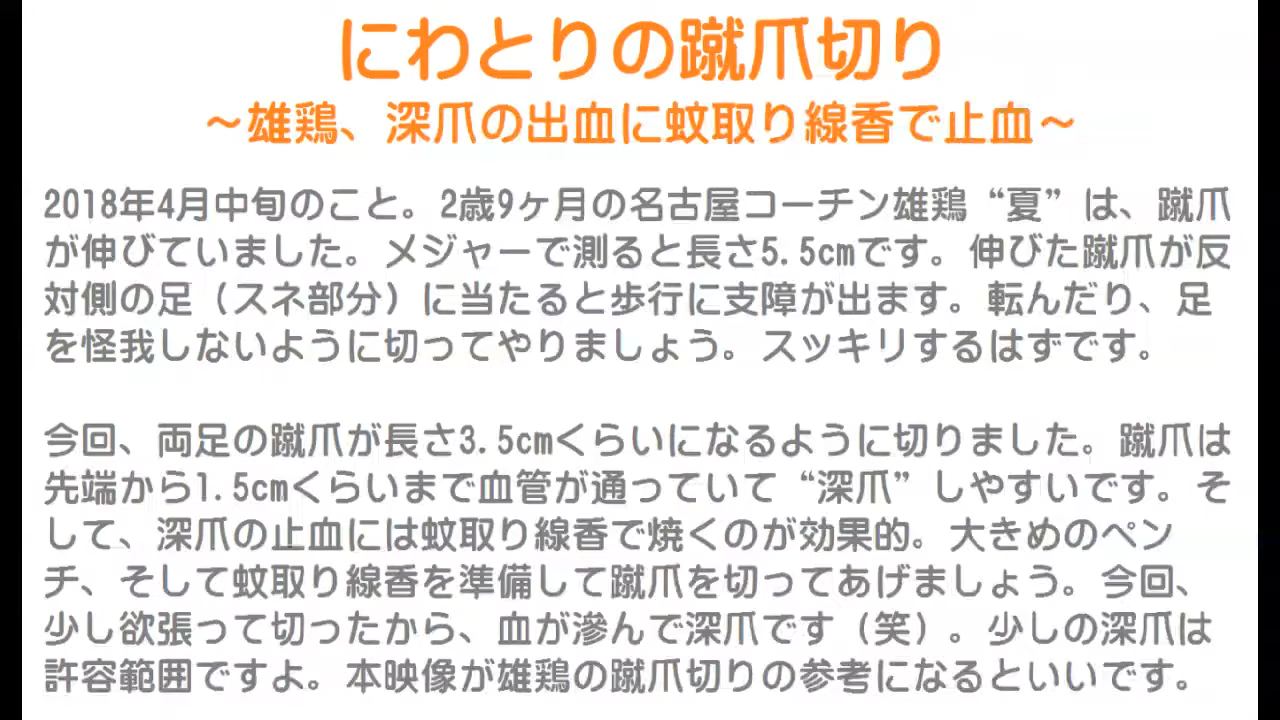 にわとりの蹴爪切り
～雄鶏、深爪の出血に蚊取り線香で止血～
2018年4月中旬のこと。2歳9ヶ月の名古屋コーチン雄鶏“夏”は、蹴爪
が伸びていました。メジャーで測ると長さ5.5cmです。伸びた蹴爪が反
対側の足（スネ部分）に当たると歩行に支障が出ます。転んだり、足
を怪我しないように切ってやりましょう。スッキリするはずです。
今回、両足の蹴爪が長さ3.5cmくらいになるように切りました。蹴爪は
先端から1.5cmくらいまで血管が通っていて“深爪”しやすいです。そ
して、深爪の止血には蚊取り線香で焼くのが効果的。大きめのペン
チ、そして蚊取り線香を準備して蹴爪を切ってあげましょう。今回、
少し欲張って切ったから、血が滲んで深爪です（笑）。少しの深爪は
許容範囲ですよ。本映像が雄鶏の蹴爪切りの参考になるといいです。